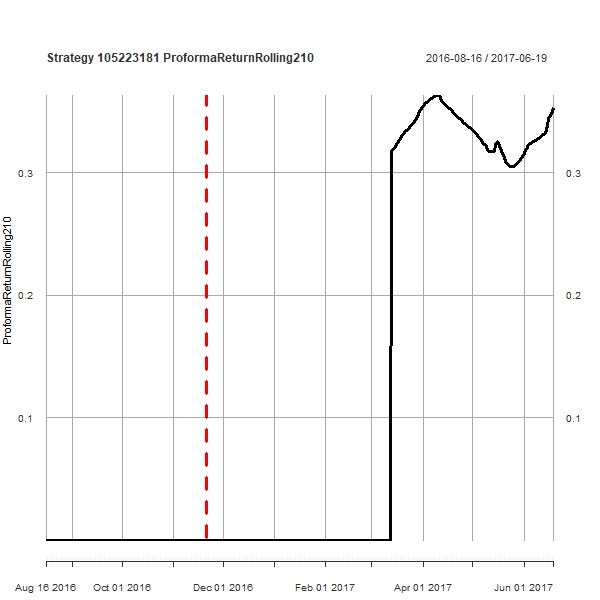 Strategy 105223181 ProformaReturnRolling210
2016-08-16 / 2017-06-19
ProformaReturnRolling210
0.3
0.2
0.1
0.3
0.2
0.1
Aug 16 2016
Oct 01 2016
Dec 01 2016
Feb 01 2017
Apr 01 2017
Jun 01 2017